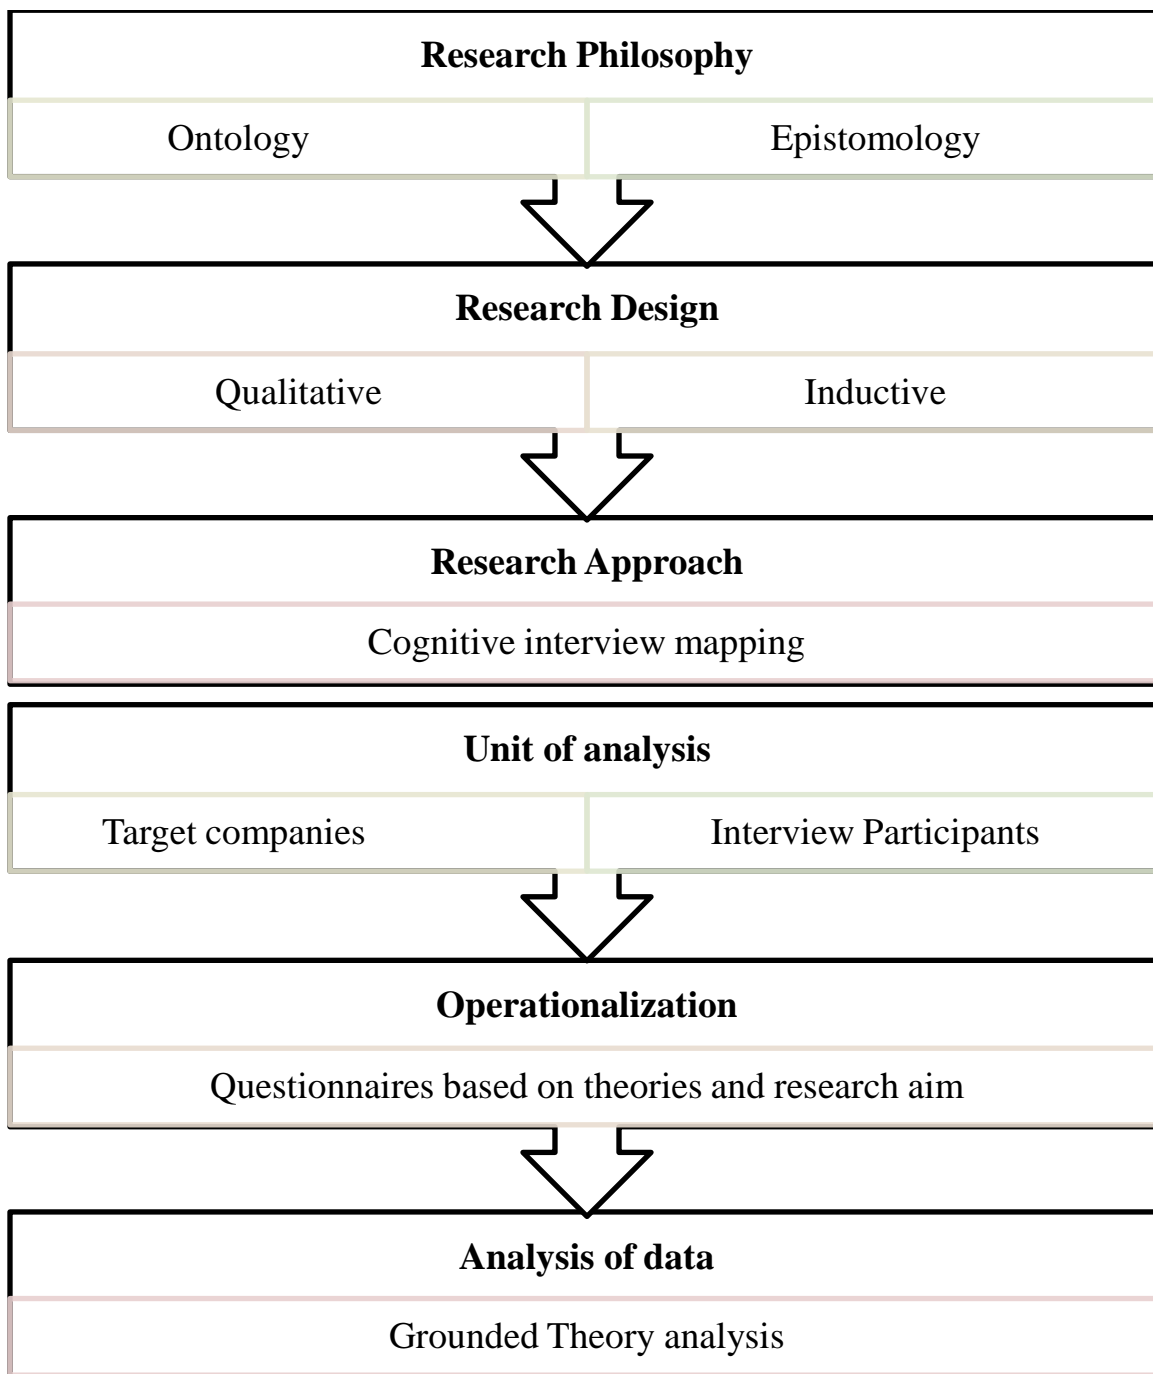 Research Philosophy
Ontology
Epistomology
Research Design
Qualitative
Inductive
Research Approach
Cognitive interview mapping
Unit of analysis
Target companies
Interview Participants
Operationalization
Questionnaires based on theories and research aim
Analysis of data
Grounded Theory analysis